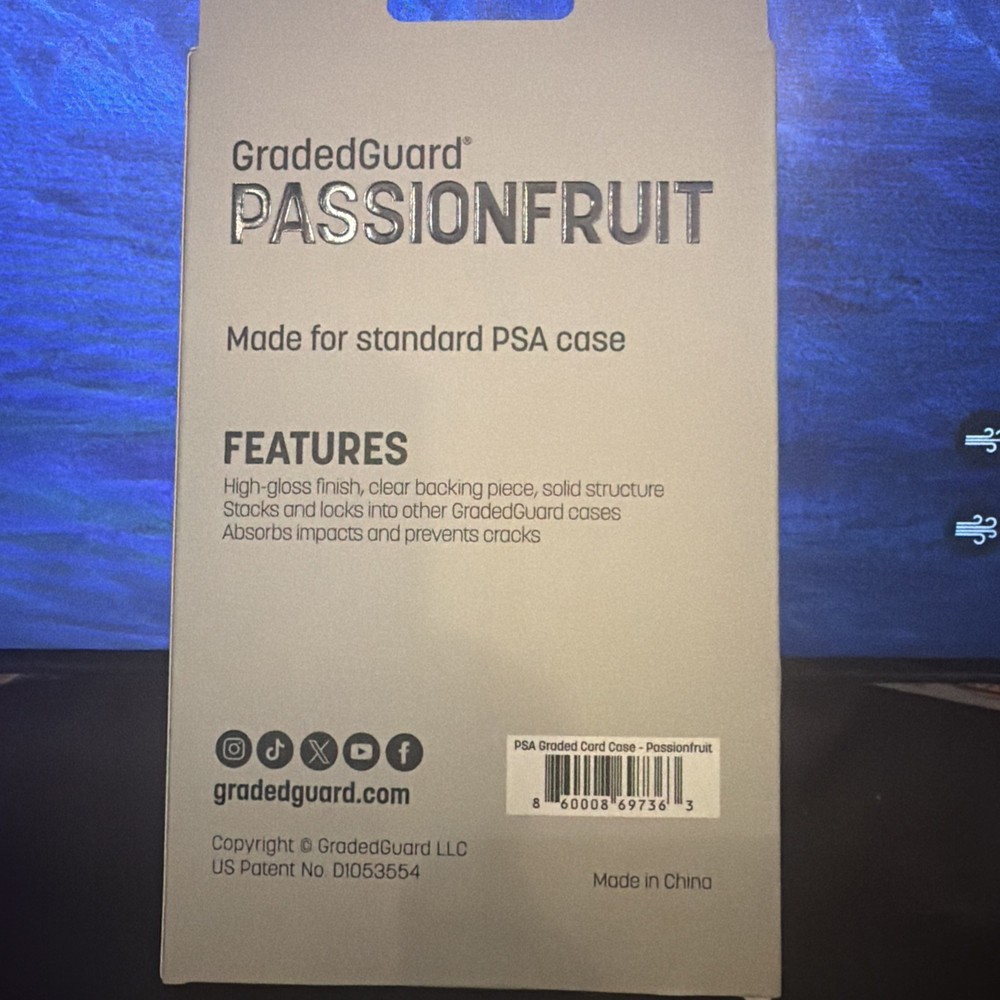 GradedGuard®
PASSIONFRUIT
Made for standard PSA case
FEATURES
High-gloss finish, clear backing piece, solid structure
Stacks and locks into other GradedGuard cases
Absorbs impacts and prevents cracks
gradedguard.com
PSA Graded Card Case - Passionfruit
8 60008 69736 3
Copyright © GradedGuard LLC
US Patent No. D1053554
Made in China